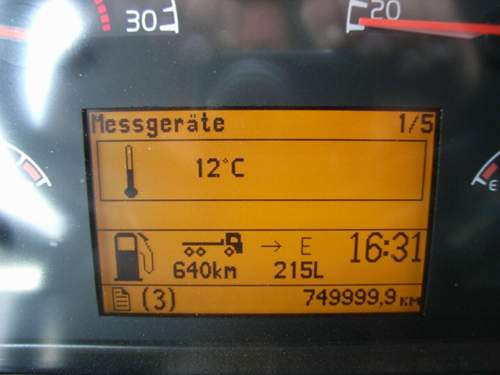 30
20
Messgeräte 1/5
12°C
E
→ E 16:31
640km 215L
(3) 749999,9 KM